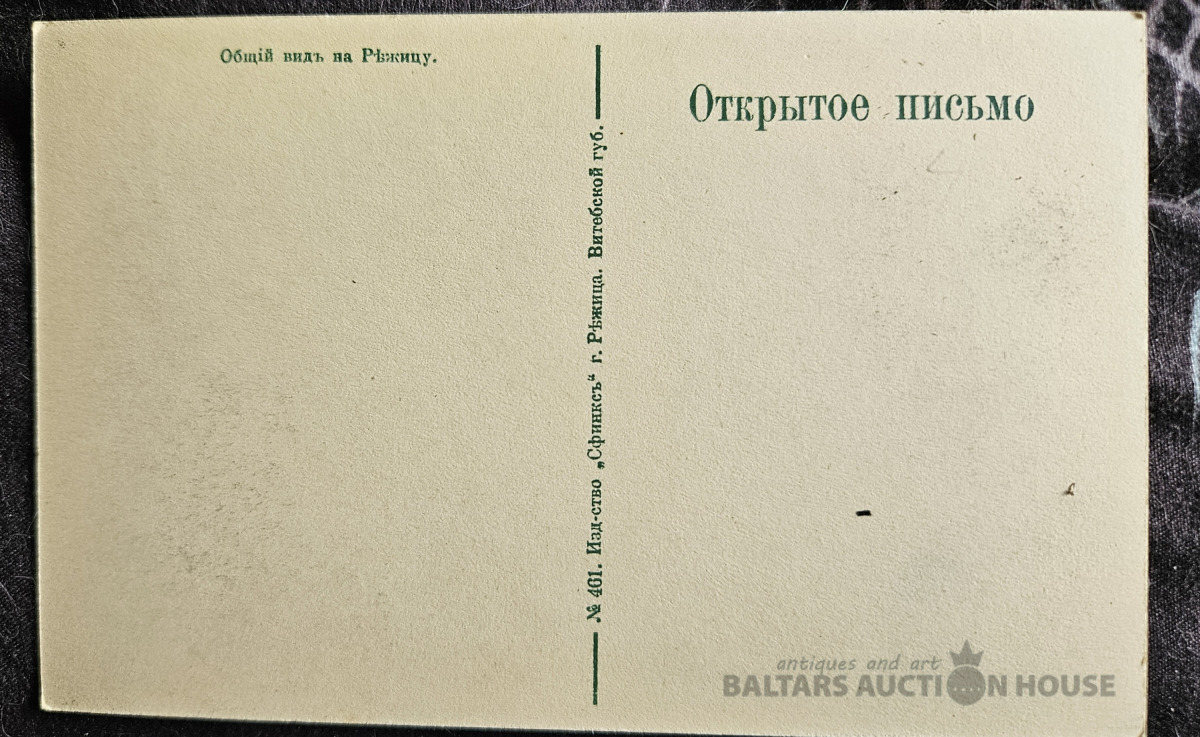 Общій видъ на Рѣжицу.
Открытое письмо
№ 401. Изд-ство „Сфинксъ“ г. Рѣжица. Витебской губ.
antiques and art
BALTARS AUCTION HOUSE